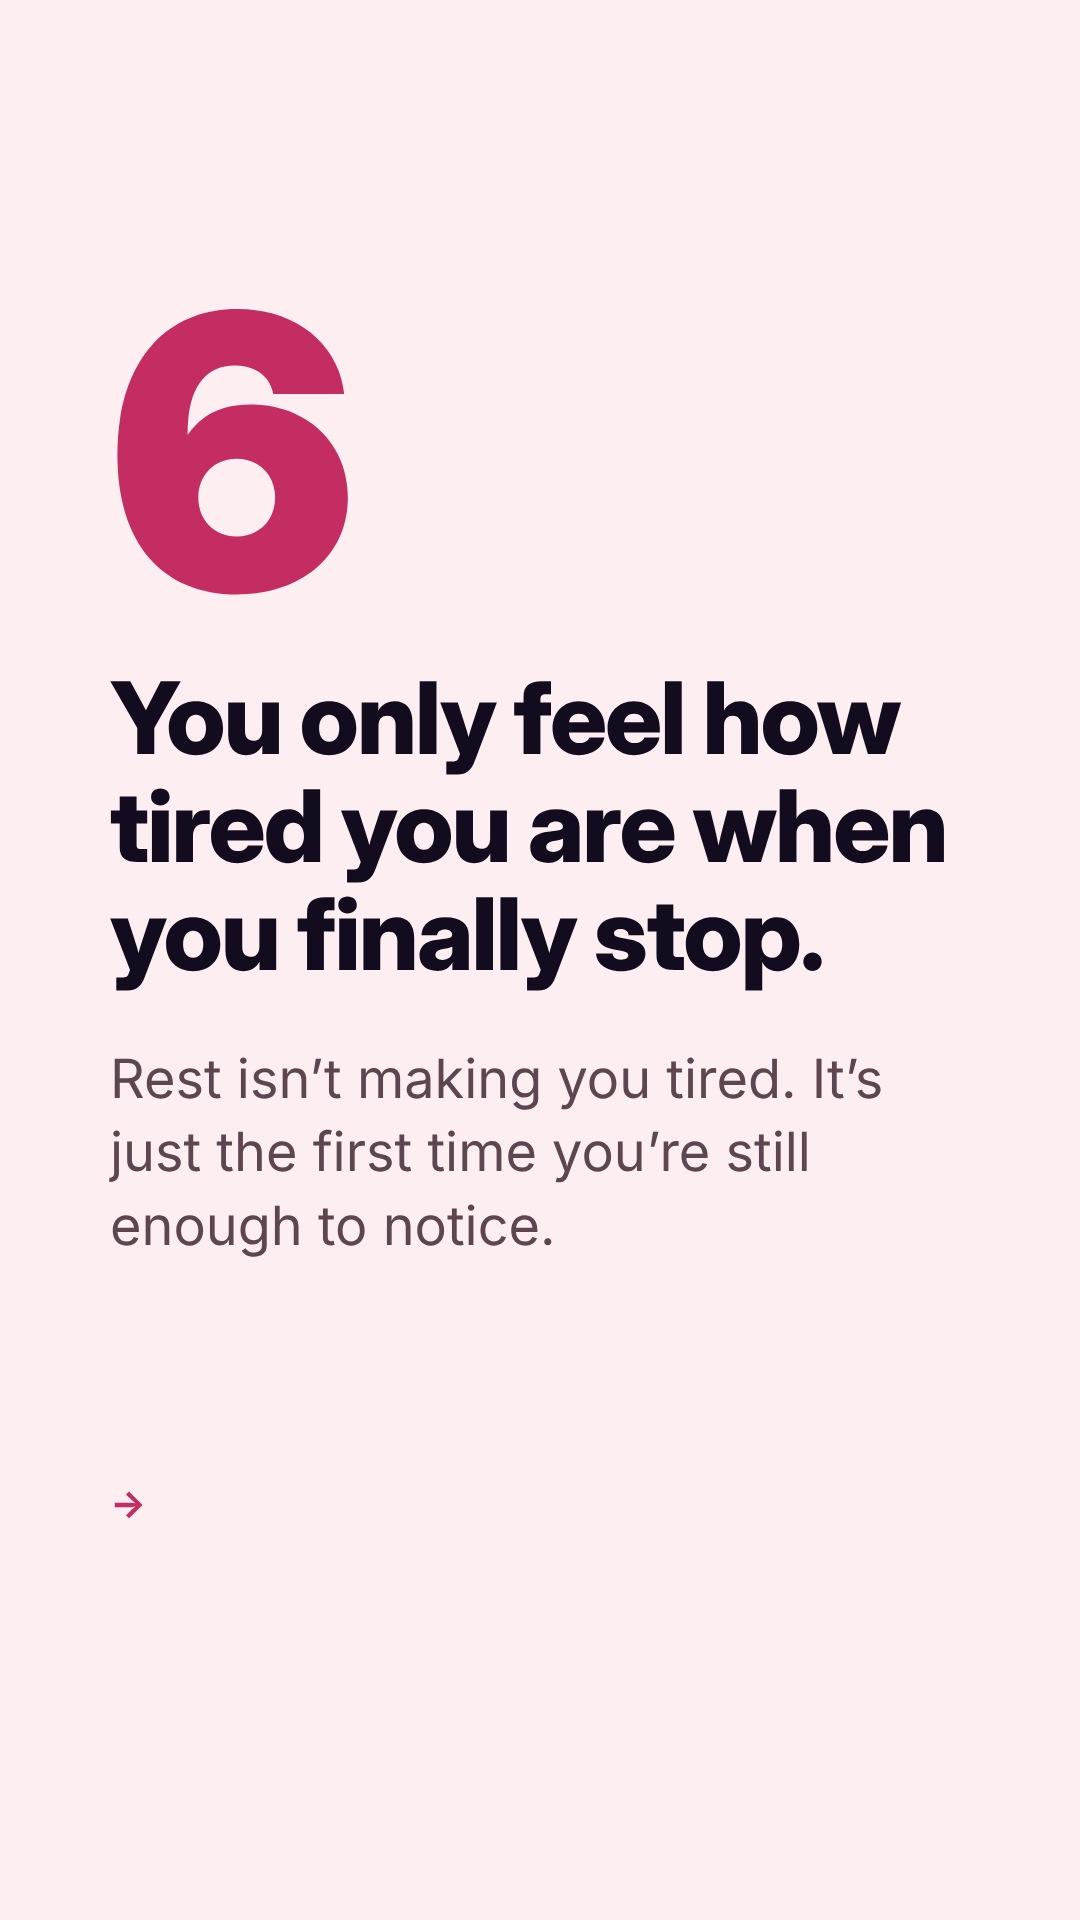 6
You only feel how
tired you are when
you finally stop.
Rest isn’t making you tired. It’s
just the first time you’re still
enough to notice.
→